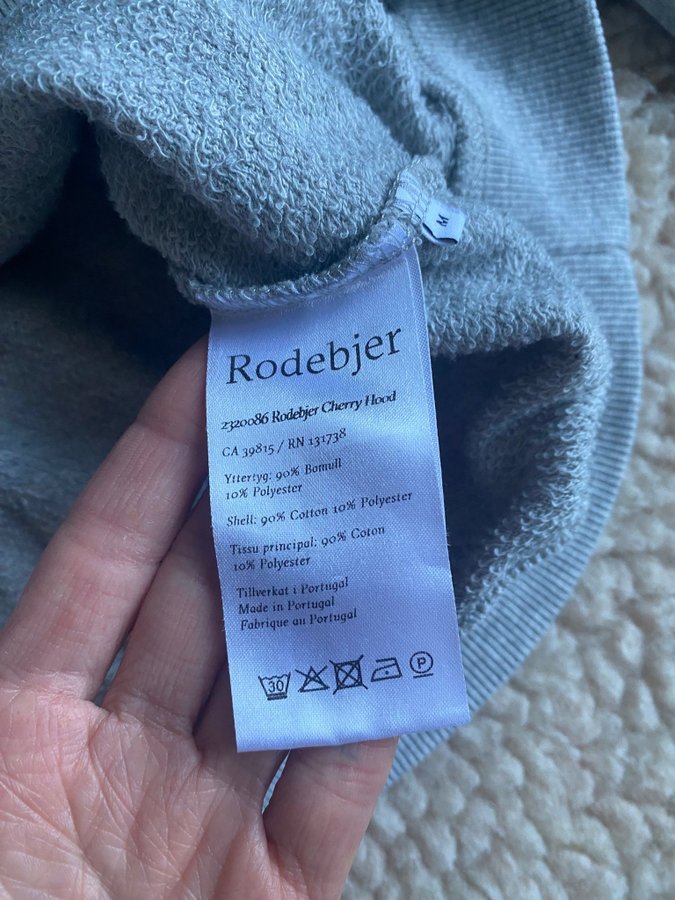 M
Rodebjer
2320086 Rodebjer Cherry Hood
CA 39815 / RN 131738
Yttertyg: 90% Bomull
10% Polyester
Shell: 90% Cotton 10% Polyester
Tissu principal: 90% Coton
10% Polyester
Tillverkat i Portugal
Made in Portugal
Fabrique au Portugal
30 P